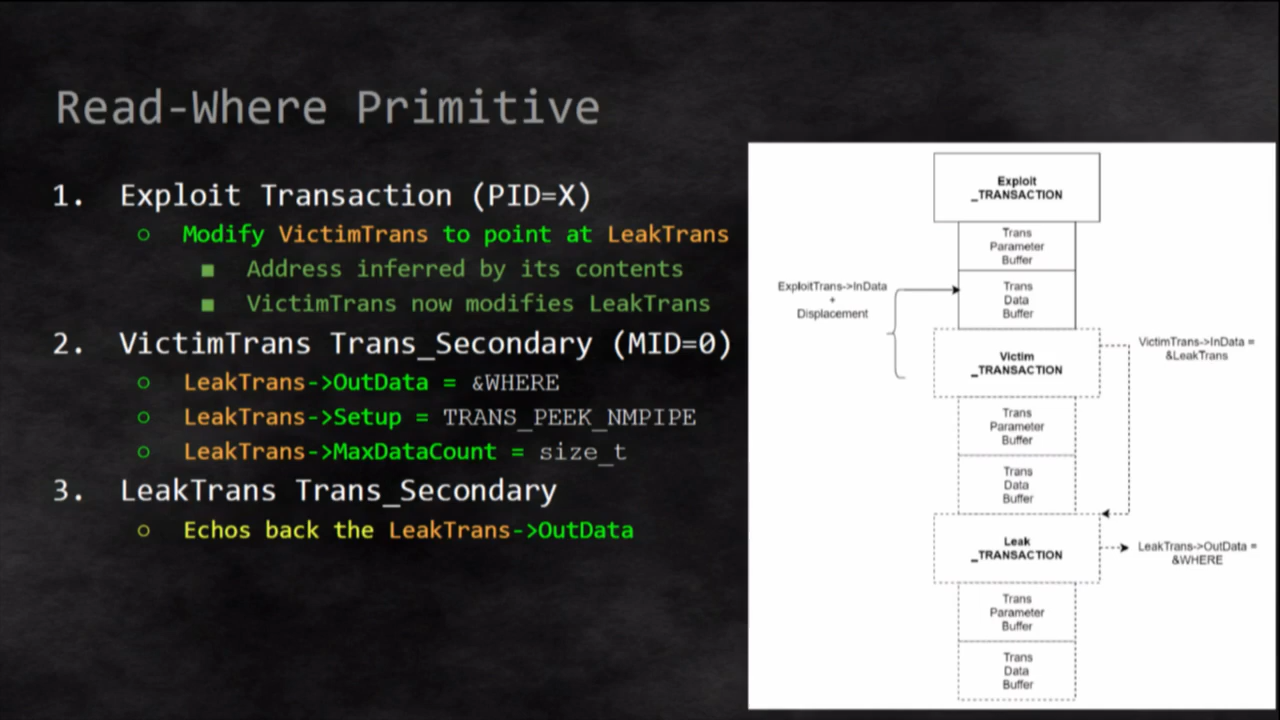 Read-Where Primitive
1. Exploit Transaction (PID=X)
○ Modify VictimTrans to point at LeakTrans
■ Address inferred by its contents
■ VictimTrans now modifies LeakTrans
2. VictimTrans Trans_Secondary (MID=0)
○ LeakTrans->OutData = &WHERE
○ LeakTrans->Setup = TRANS_PEEK_NMPIPE
○ LeakTrans->MaxDataCount = size_t
3. LeakTrans Trans_Secondary
○ Echos back the LeakTrans->OutData
Exploit
_TRANSACTION
Trans
Parameter
Buffer
ExploitTrans->InData
+
Displacement
Trans
Data
Buffer
Victim
_TRANSACTION
VictimTrans->InData =
&LeakTrans
Trans
Parameter
Buffer
Trans
Data
Buffer
Leak
_TRANSACTION
LeakTrans->OutData =
&WHERE
Trans
Parameter
Buffer
Trans
Data
Buffer